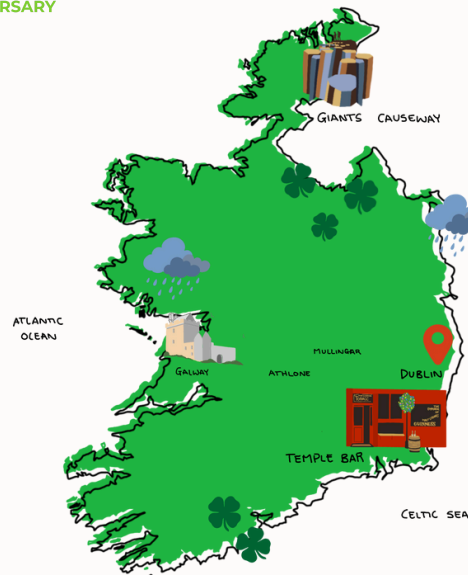 RSARY
GIANTS CAUSEWAY
ATLANTIC
OCEAN
MULLINGAR
GALWAY
ATHLONE
DUBLIN
TEMPLE BAR
CELTIC SEA